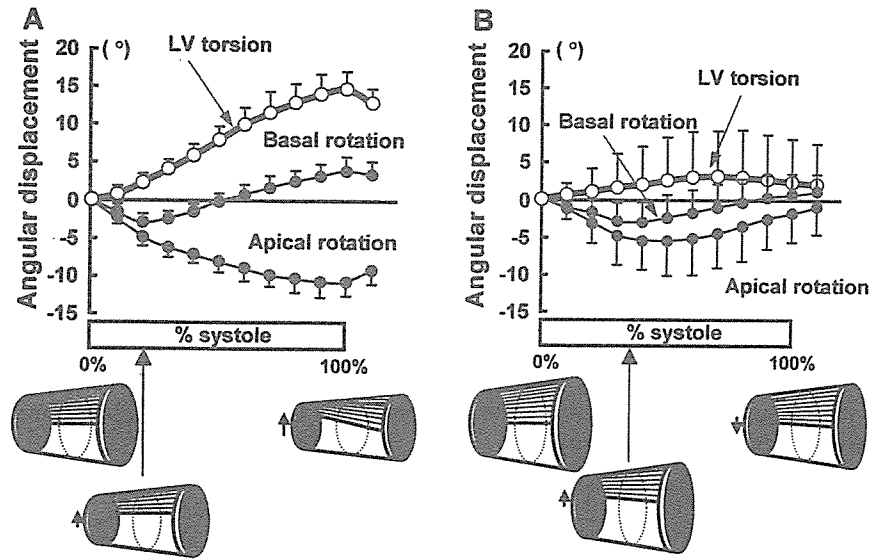 A
Angular displacement
( °)
20
15
10
5
0
-5
-10
-15
LV torsion
Basal rotation
Apical rotation
% systole
0%
100%
B
Angular displacement
( °)
20
15
10
5
0
-5
-10
-15
LV torsion
Basal rotation
Apical rotation
% systole
0%
100%